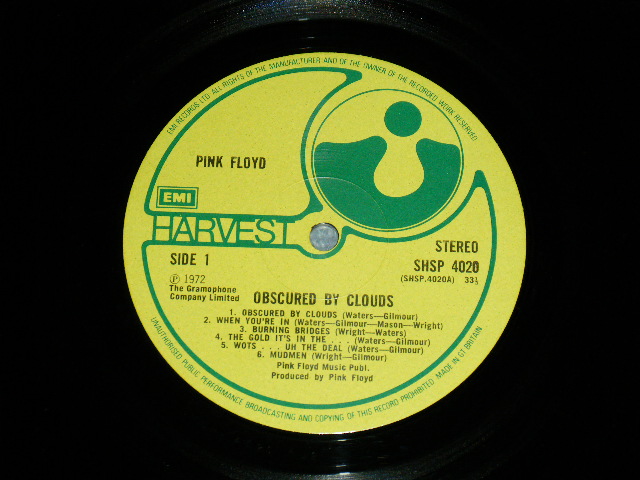 EMI RECORDS LTD. ALL RIGHTS OF THE MANUFACTURER AND OF THE OWNER OF THE RECORDED WORK RESERVED
PINK FLOYD
EMI
HARVEST
SIDE 1
STEREO
SHSP 4020
(SHSP.4020A) 33⅓
Ⓟ 1972
The Gramophone
Company Limited
OBSCURED BY CLOUDS
1. OBSCURED BY CLOUDS (Waters—Gilmour)
2. WHEN YOU'RE IN (Waters—Gilmour—Mason—Wright)
3. BURNING BRIDGES (Wright—Waters)
4. THE GOLD IT'S IN THE . . . (Waters—Gilmour)
5. WOTS . . . UH THE DEAL (Waters—Gilmour)
6. MUDMEN (Wright—Gilmour)
Pink Floyd Music Publ.
Produced by Pink Floyd
UNAUTHORISED PUBLIC PERFORMANCE BROADCASTING AND COPYING OF THIS RECORD PROHIBITED. MADE IN GT BRITAIN